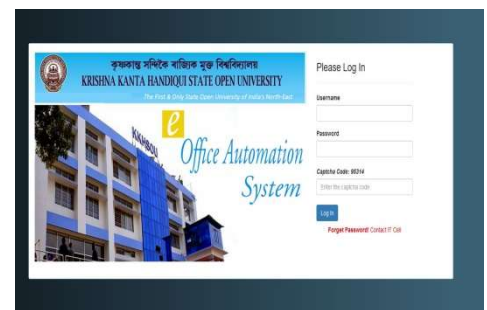 কৃষ্ণকান্ত সন্দিকৈ ৰাজ্যিক মুক্ত বিশ্ববিদ্যালয়
KRISHNA KANTA HANDIQUI STATE OPEN UNIVERSITY
The First & Only State Open University of India's North-East
KKHSOU
e
Office Automation
System
Please Log In
Username
Password
Captcha Code: 90314
Enter the captcha code
Log In
Forget Password! Contact IT Cell